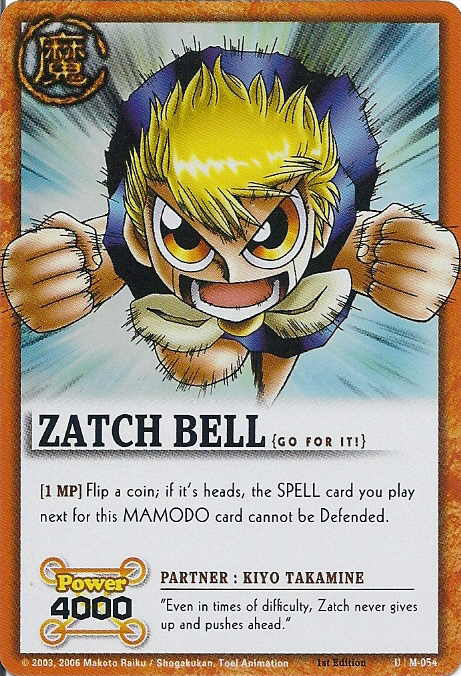 魔
ZATCH BELL {GO FOR IT!}
[1 MP] Flip a coin; if it's heads, the SPELL card you play
next for this MAMODO card cannot be Defended.
Power
4000
PARTNER : KIYO TAKAMINE
"Even in times of difficulty, Zatch never gives
up and pushes ahead."
© 2003, 2006 Makoto Raiku / Shogakukan, Toei Animation 1st Edition U M-054